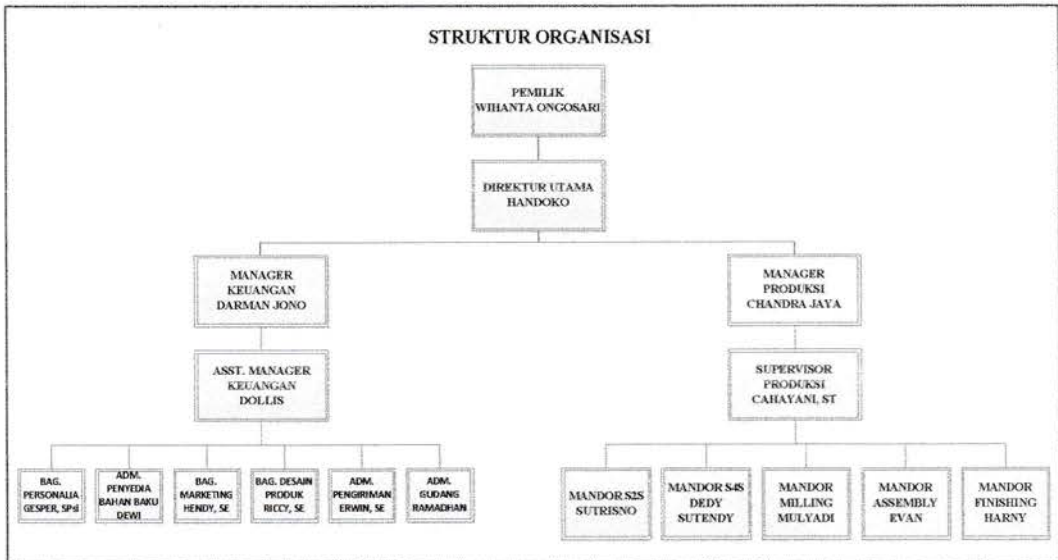 STRUKTUR ORGANISASI
PEMILIK
WIHANTA ONGOSARI
DIREKTUR UTAMA
HANDOKO
MANAGER
KEUANGAN
DARMAN JONO
MANAGER
PRODUKSI
CHANDRA JAYA
ASST. MANAGER
KEUANGAN
DOLLIS
SUPERVISOR
PRODUKSI
CAHAYANI, ST
BAG.
PERSONALIA
GESPER, SPsi
ADM.
PENYEDIA
BAHAN BAKU
DEWI
BAG.
MARKETING
HENDY, SE
BAG. DESAIN
PRODUK
RICCY, SE
ADM.
PENGIRIMAN
ERWIN, SE
ADM.
GUDANG
RAMADHAN
MANDOR S2S
SUTRISNO
MANDOR S4S
DEDY
SUTENDY
MANDOR
MILLING
MULYADI
MANDOR
ASSEMBLY
EVAN
MANDOR
FINISHING
HARNY